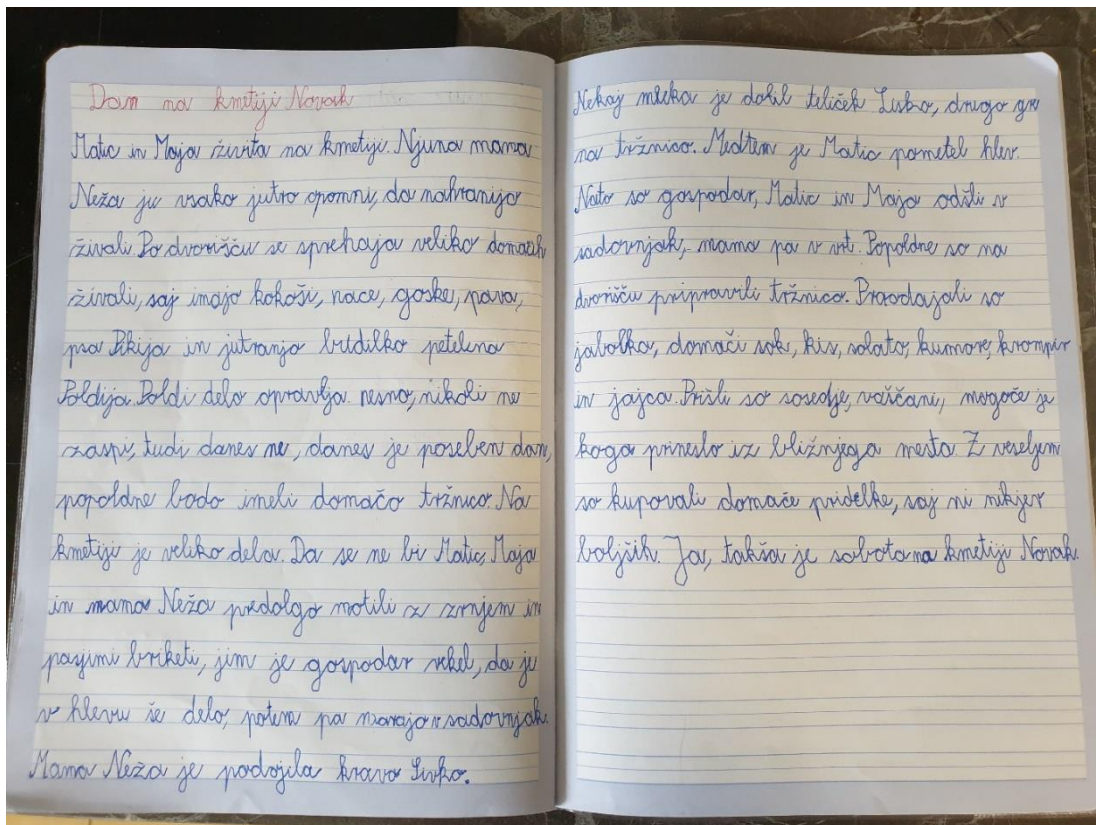 Dan na kmetiji Novak
Matic in Maja živita na kmetiji. Njuna mama
Neža ju vsako jutro opomni, da nahranijo
živali. Po dvorišču se sprehaja veliko domačih
živali, saj imajo kokoši, race, goske, pava,
psa Pikija in jutranjo budilko petelina
Poldija. Poldi delo opravlja resno, nikoli ne
zaspi, tudi danes ne, danes je poseben dan,
popoldne bodo imeli domačo tržnico. Na
kmetiji je veliko dela. Da se ne bi Matic, Maja
in mama Neža predolgo motili z zrnjem in
pasjimi briketi, jim je gospodar rekel, da je
v hlevu še delo, potem pa morajo v sadovnjak.
Mama Neža je podojila kravo Sivko.
Nekaj mleka je dobil teliček Lisko, drugo gre
na tržnico. Medtem je Matic pometel hlev.
Nato so gospodar, Matic in Maja odšli v
sadovnjak, mama pa v vrt. Popoldne so na
dvorišču pripravili tržnico. Prodajali so
jabolka, domači sok, kis, solato, kumare, krompir
in jajca. Prišli so sosedje, vaščani, mogoče je
koga prineslo iz bližnjega mesta. Z veseljem
so kupovali domače pridelke, saj ni nikjer
boljših. Ja, takša je sobota na kmetiji Novak.